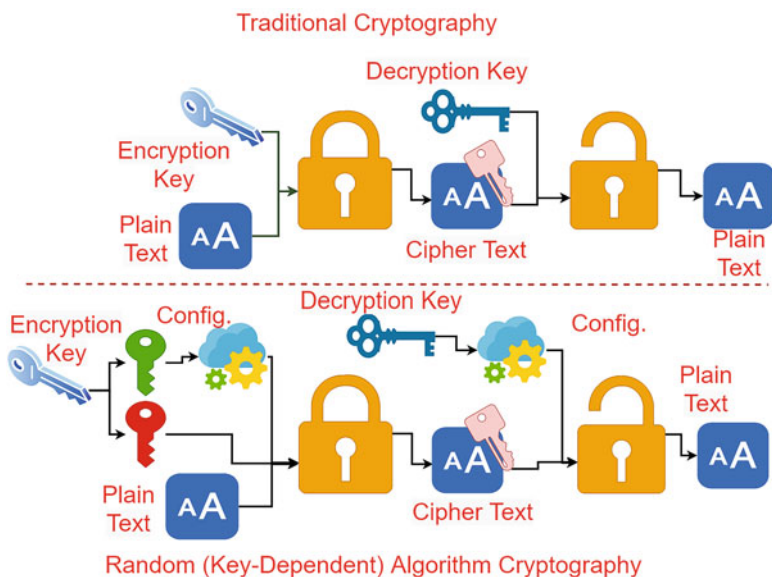 Traditional Cryptography
Decryption Key
Encryption
Key
Plain
Text
AA
AA
Cipher Text
AA
Plain
Text
Encryption
Key
Config.
Decryption Key
Config.
Plain
Text
Plain
Text
AA
AA
Cipher Text
AA
Random (Key-Dependent) Algorithm Cryptography